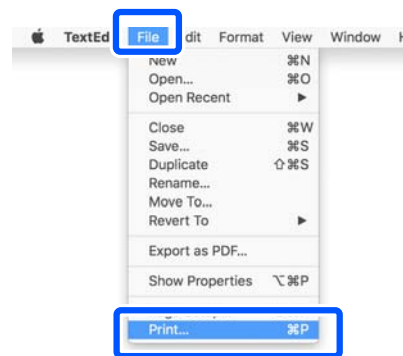 TextEd File dit Format View Window
New ⌘N
Open... ⌘O
Open Recent ▶
Close ⌘W
Save... ⌘S
Duplicate ⇧⌘S
Rename...
Move To...
Revert To ▶
Export as PDF...
Show Properties ⌥⌘P
Print... ⌘P